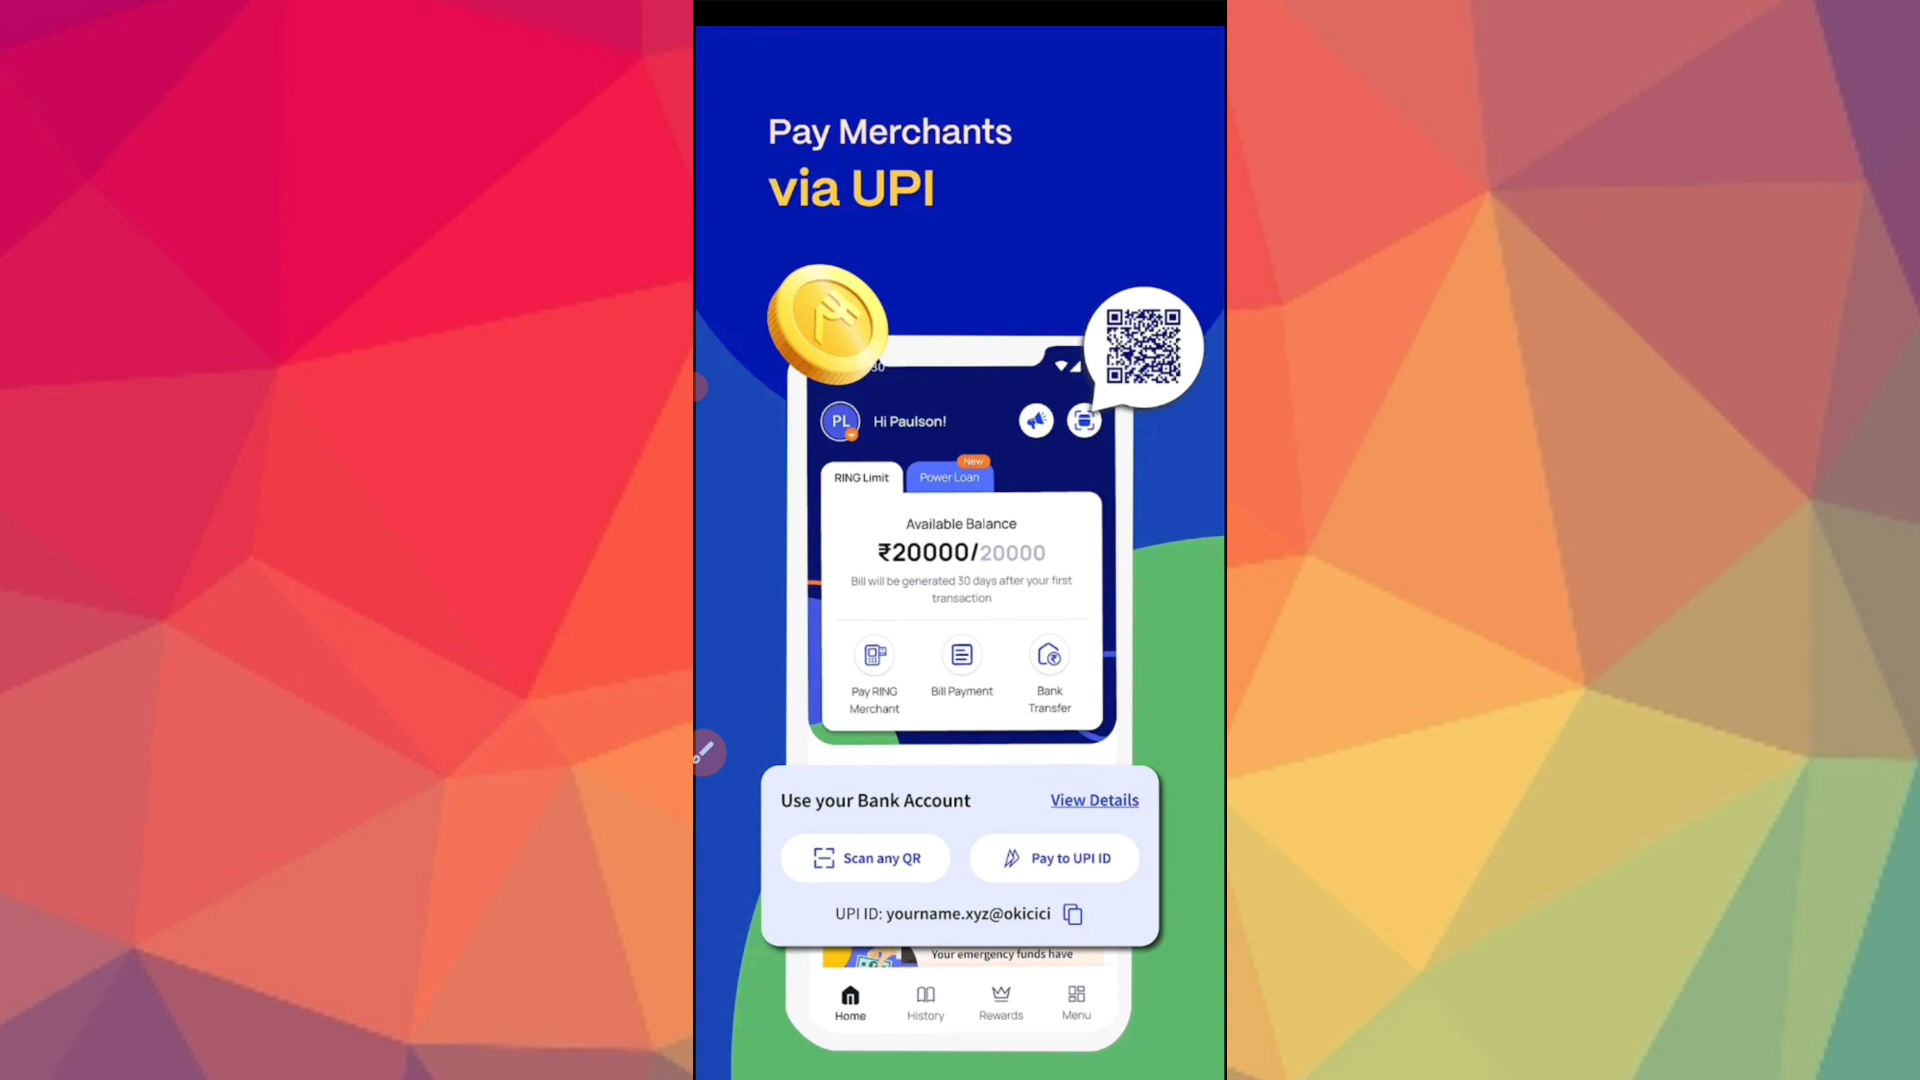 Pay Merchants
via UPI
30
PL
Hi Paulson!
New
RING Limit
Power Loan
Available Balance
₹20000/20000
Bill will be generated 30 days after your first
transaction
Pay RING
Merchant
Bill Payment
Bank
Transfer
Use your Bank Account
View Details
Scan any QR
Pay to UPI ID
UPI ID: yourname.xyz@okicici
Your emergency funds have
Home
History
Rewards
Menu